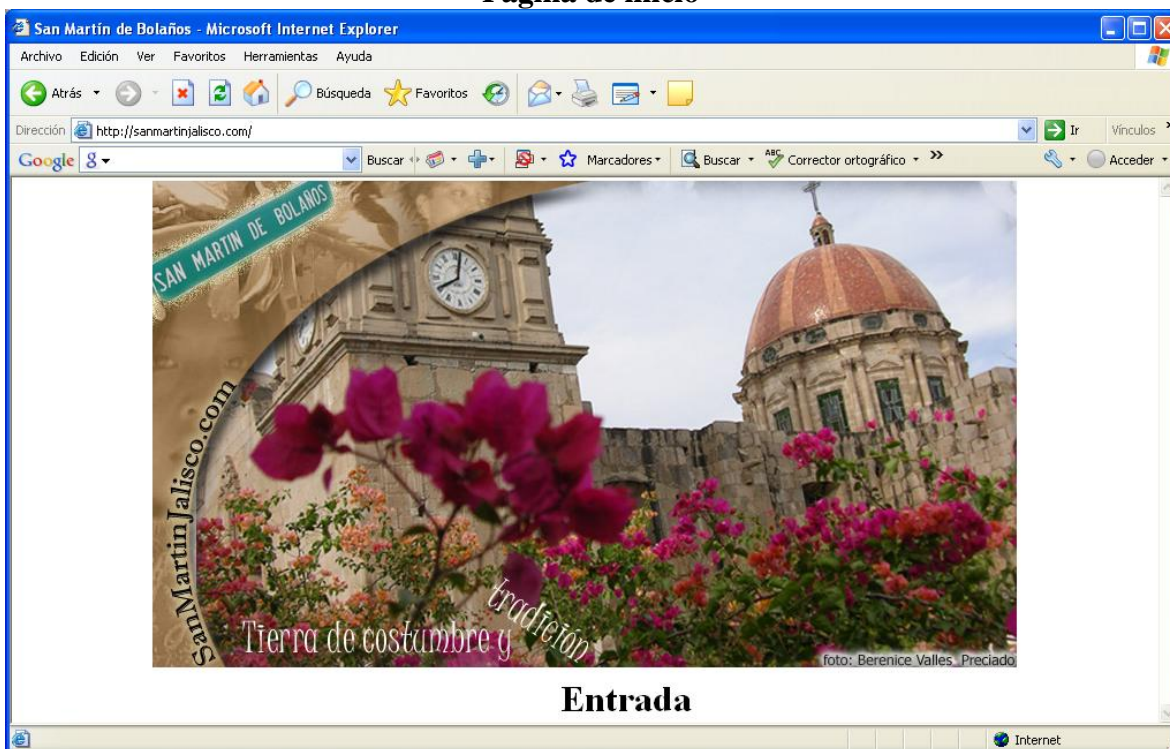 Página de inicio
San Martín de Bolaños - Microsoft Internet Explorer
Archivo Edición Ver Favoritos Herramientas Ayuda
Atrás Búsqueda Favoritos
Dirección http://sanmartinjalisco.com/ Ir Vínculos »
Google g Buscar Marcadores Buscar ABC Corrector ortográfico » Acceder
SAN MARTIN DE BOLAÑOS
SanMartinJalisco.com
Tierra de costumbre y tradición
foto: Berenice Valles Preciado
Entrada
Internet